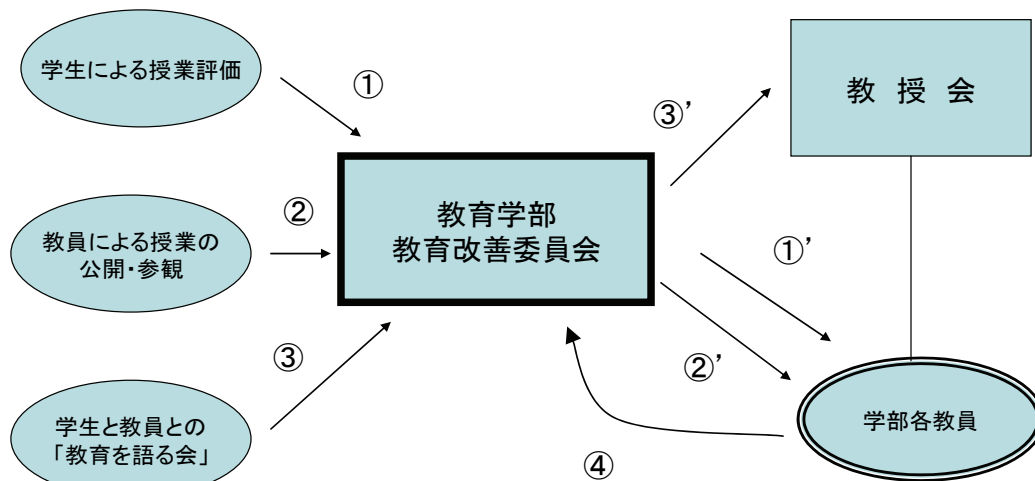 学生による授業評価
①
③’
教 授 会
教員による授業の
公開・参観
②
教育学部
教育改善委員会
①’
③
②’
学生と教員との
「教育を語る会」
学部各教員
④